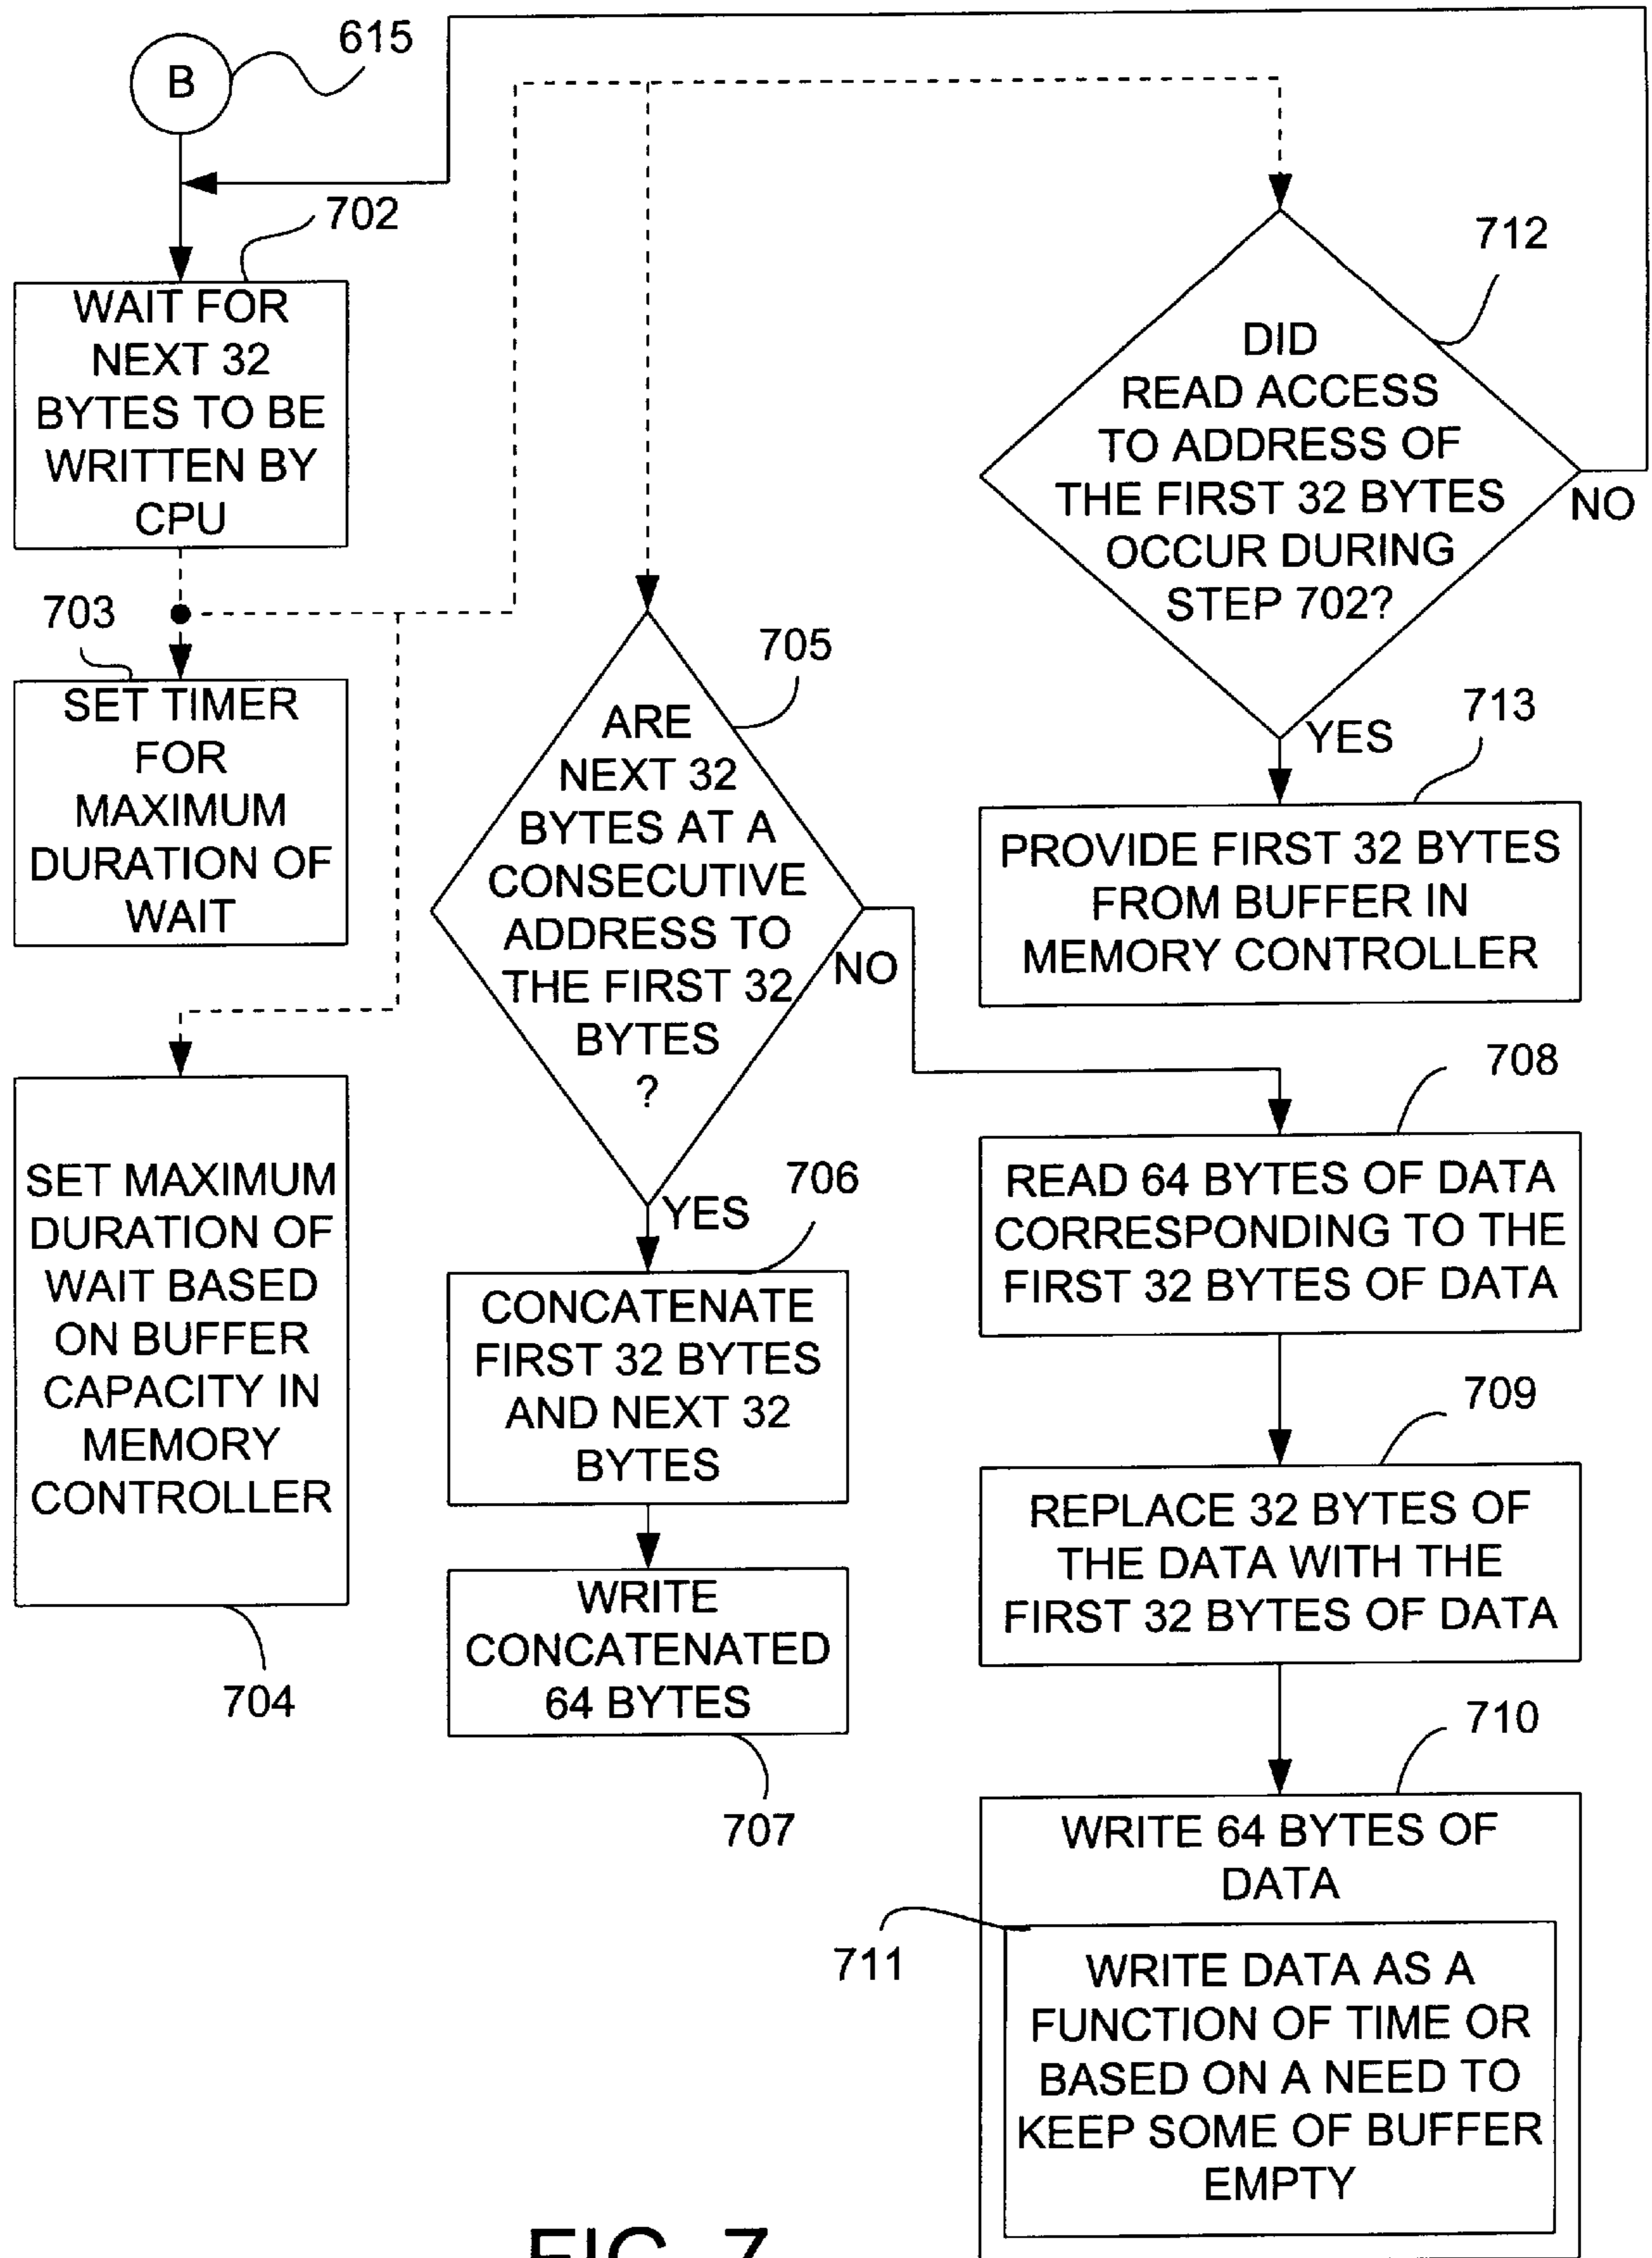 B
615
702
WAIT FOR
NEXT 32
BYTES TO BE
WRITTEN BY
CPU
703
SET TIMER
FOR
MAXIMUM
DURATION OF
WAIT
SET MAXIMUM
DURATION OF
WAIT BASED
ON BUFFER
CAPACITY IN
MEMORY
CONTROLLER
704
705
ARE
NEXT 32
BYTES AT A
CONSECUTIVE
ADDRESS TO
THE FIRST 32
BYTES
?
NO
YES
706
CONCATENATE
FIRST 32 BYTES
AND NEXT 32
BYTES
WRITE
CONCATENATED
64 BYTES
707
712
DID
READ ACCESS
TO ADDRESS OF
THE FIRST 32 BYTES
OCCUR DURING
STEP 702?
NO
YES
713
PROVIDE FIRST 32 BYTES
FROM BUFFER IN
MEMORY CONTROLLER
708
READ 64 BYTES OF DATA
CORRESPONDING TO THE
FIRST 32 BYTES OF DATA
709
REPLACE 32 BYTES OF
THE DATA WITH THE
FIRST 32 BYTES OF DATA
710
WRITE 64 BYTES OF
DATA
711
WRITE DATA AS A
FUNCTION OF TIME OR
BASED ON A NEED TO
KEEP SOME OF BUFFER
EMPTY
FIG. 7